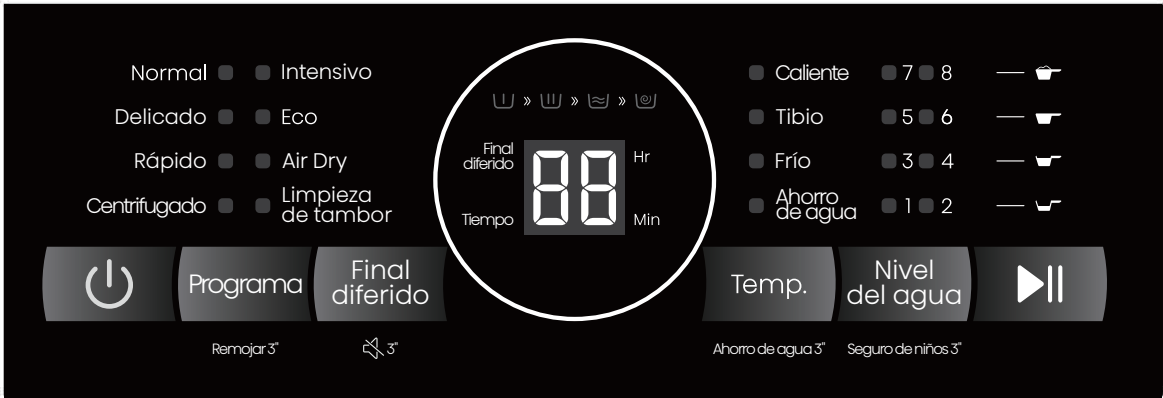 Normal Intensivo
Delicado Eco
Rápido Air Dry
Centrifugado Limpieza
de tambor
Final
diferido
88
Hr
Tiempo
Min
Caliente 7 8
Tibio 5 6
Frío 3 4
Ahorro
de agua 1 2
Programa
Final
diferido
Temp.
Nivel
del agua
Remojar 3"
3"
Ahorro de agua 3"
Seguro de niños 3"